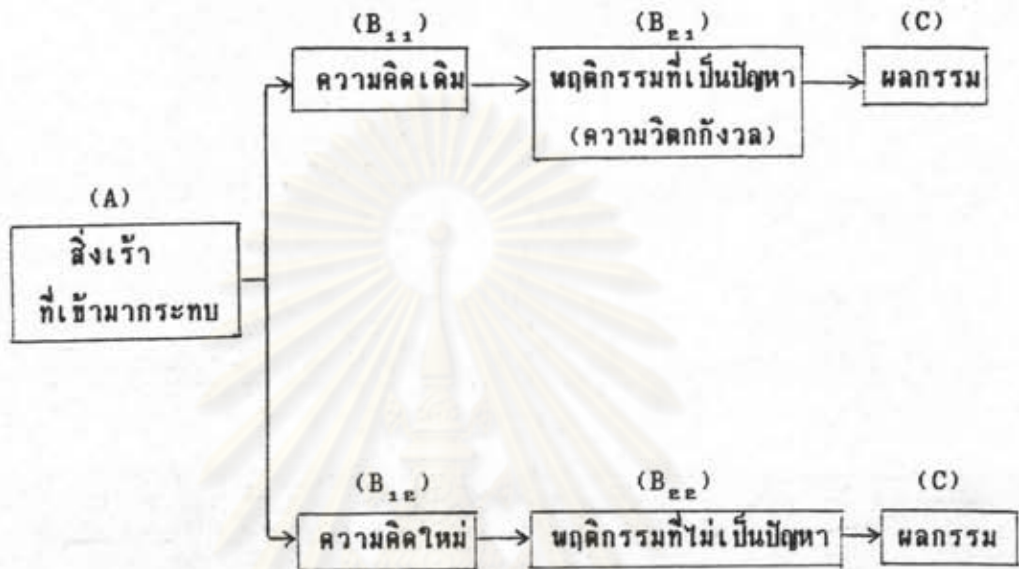 (B₁₁) (B₂₁) (C)
ความคิดเดิม พฤติกรรมที่เป็นปัญหา ผลกรรม
(ความวิตกกังวล)
(A)
สิ่งเร้า
ที่เข้ามากระทบ
(B₁₂) (B₂₂) (C)
ความคิดใหม่ พฤติกรรมที่ไม่เป็นปัญหา ผลกรรม